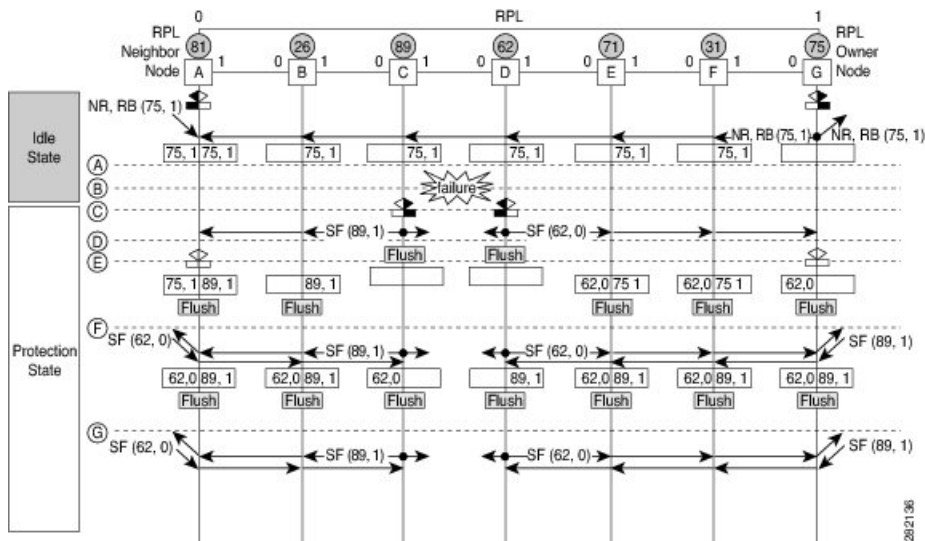 0 RPL 1
RPL Neighbor Node
81 26 89 62 71 31 75
RPL Owner Node
A 1 0 B 1 0 C 1 0 D 1 0 E 1 0 F 1 0 G
Idle State
NR, RB (75, 1)
NR, RB (75, 1) NR, RB (75, 1)
75, 1 75, 1 75, 1 75, 1 75, 1 75, 1 75, 1
A
B failure
C
SF (89, 1) SF (62, 0)
D
Flush Flush
E
75, 1 89, 1 89, 1 62,0 75 1 62,0 75 1 62,0
Flush Flush Flush Flush Flush
Protection State
F
SF (62, 0) SF (89, 1) SF (62, 0) SF (89, 1)
62,0 89, 1 62,0 89, 1 62,0 89, 1 62,0 89, 1 62,0 89, 1 62,0 89, 1
Flush Flush Flush Flush Flush Flush Flush
G
SF (62, 0) SF (89, 1) SF (62, 0) SF (89, 1)
282136